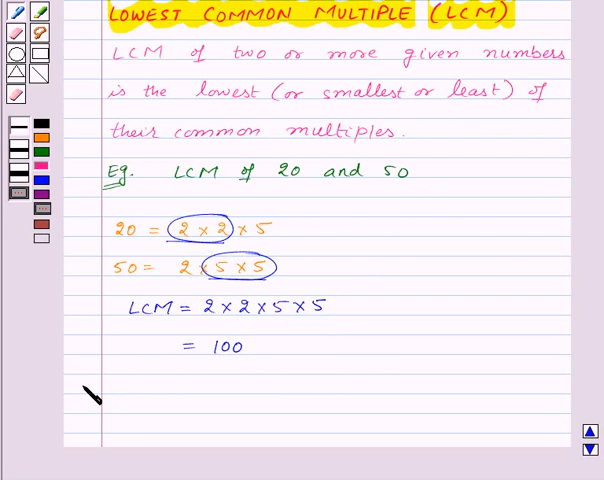 LOWEST COMMON MULTIPLE (LCM)
LCM of two or more given numbers
is the lowest (or smallest or least) of
their common multiples.
Eg. LCM of 20 and 50
20 = 2 × 2 × 5
50 = 2 × 5 × 5
LCM = 2 × 2 × 5 × 5
= 100